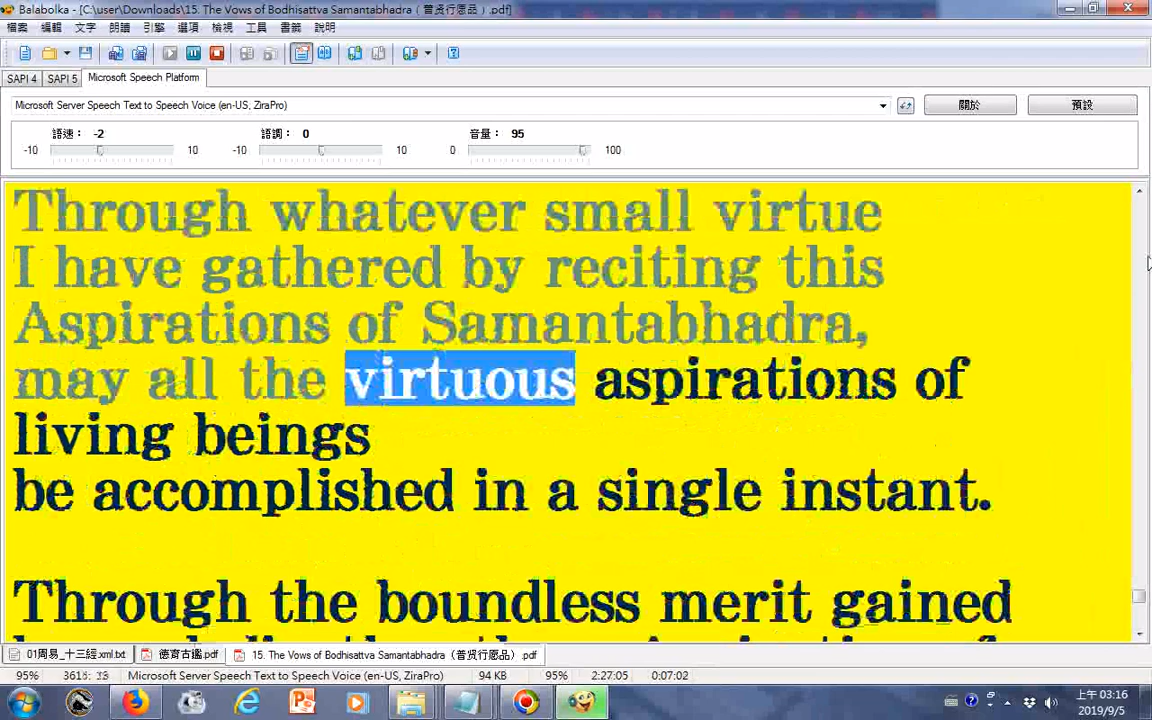 Balabolka - [C:\user\Downloads\15. The Vows of Bodhisattva Samantabhadra（普贤行愿品）.pdf]
檔案 編輯 文字 朗讀 引擎 選項 檢視 工具 書籤 說明
SAPI 4 SAPI 5 Microsoft Speech Platform
Microsoft Server Speech Text to Speech Voice (en-US, ZiraPro) 關於 預設
語速： -2 語調： 0 音量： 95
-10 10 -10 10 0 100
Through whatever small virtue
I have gathered by reciting this
Aspirations of Samantabhadra,
may all the virtuous aspirations of
living beings
be accomplished in a single instant.
Through the boundless merit gained
01周易_十三經.xml.txt 德育古鑑.pdf 15. The Vows of Bodhisattva Samantabhadra（普贤行愿品）.pdf
95% Microsoft Server Speech Text to Speech Voice (en-US, ZiraPro) 94 KB 95% 2:27:05 0:07:02
上午 03:16
2019/9/5